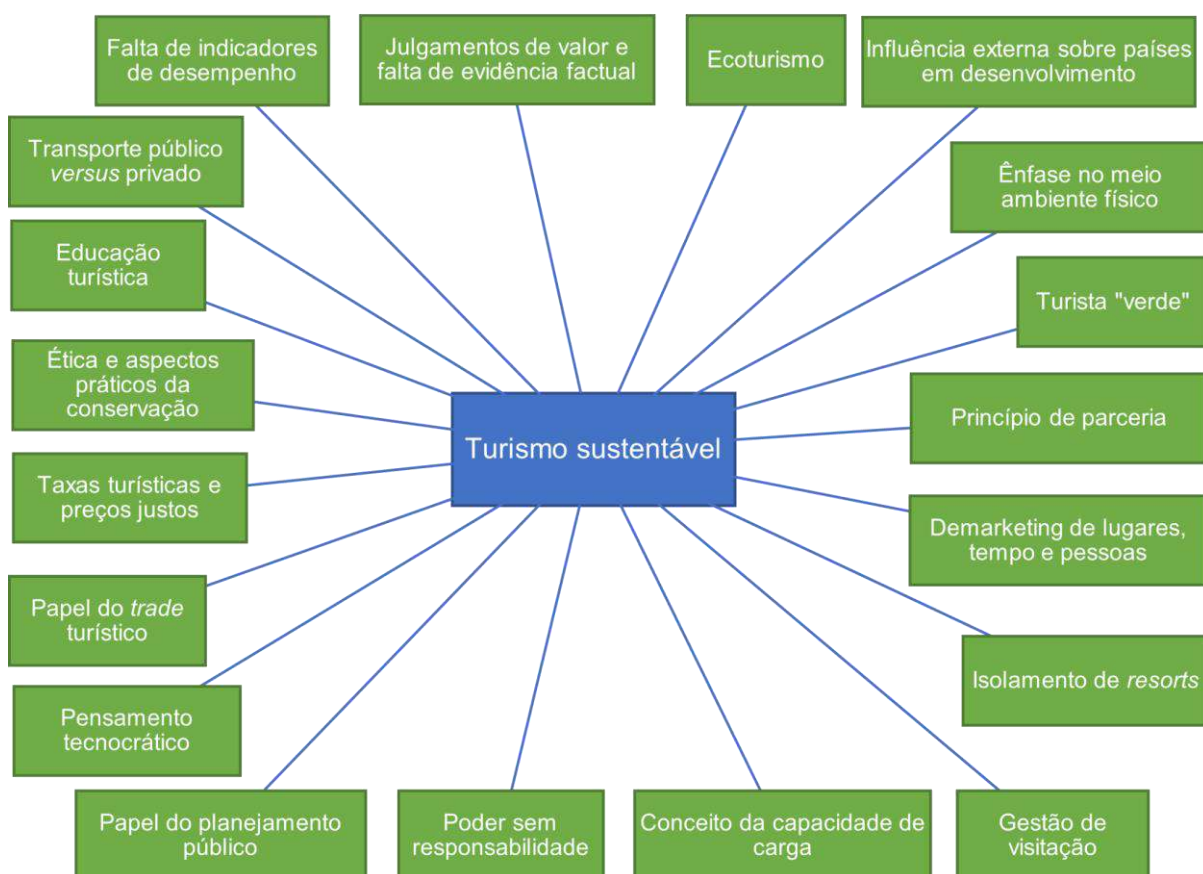 Falta de indicadores
de desempenho
Julgamentos de valor e
falta de evidência factual
Ecoturismo
Influência externa sobre países
em desenvolvimento
Transporte público
versus privado
Ênfase no meio
ambiente físico
Educação
turística
Turista "verde"
Ética e aspectos
práticos da
conservação
Turismo sustentável
Princípio de parceria
Taxas turísticas e
preços justos
Demarketing de lugares,
tempo e pessoas
Papel do trade
turístico
Isolamento de resorts
Pensamento
tecnocrático
Papel do planejamento
público
Poder sem
responsabilidade
Conceito da capacidade de
carga
Gestão de
visitação